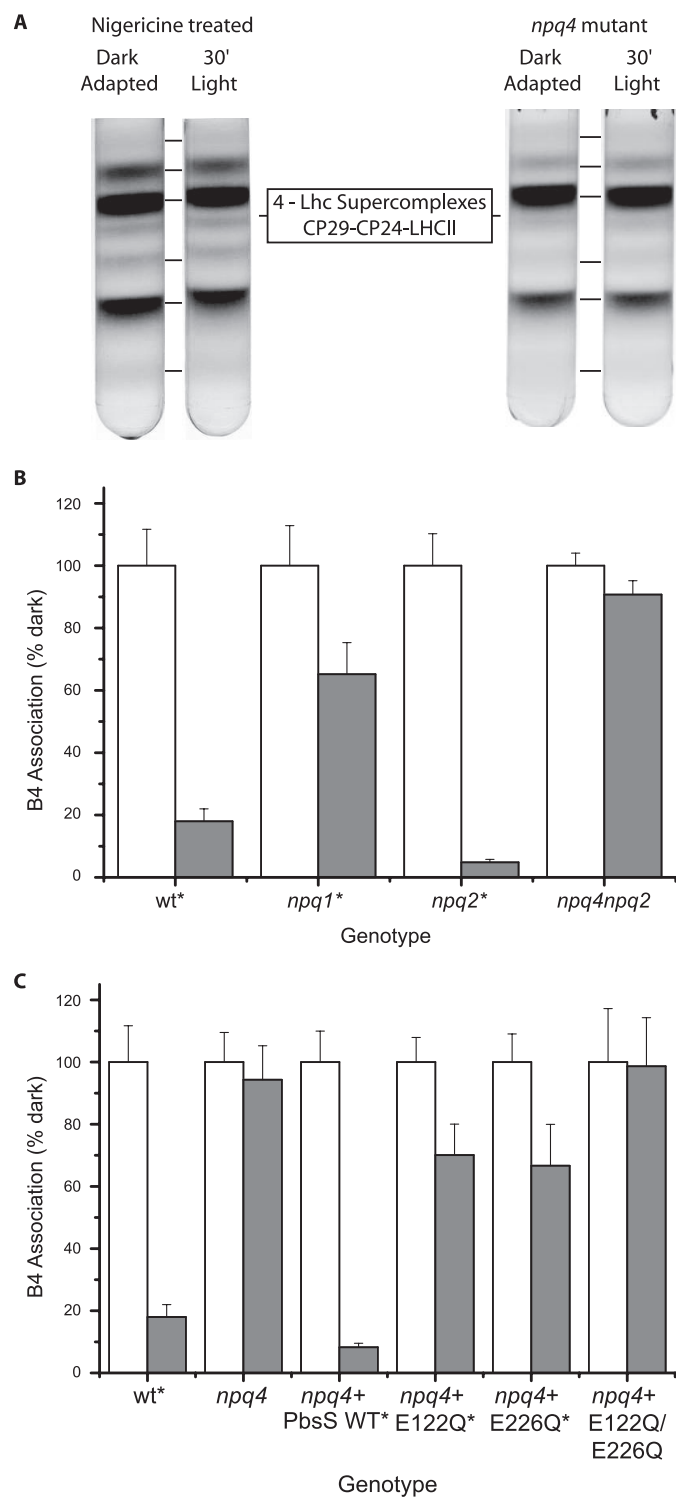 A
Nigericine treated
npq4 mutant
Dark Adapted
30' Light
Dark Adapted
30' Light
4 - Lhc Supercomplexes
CP29-CP24-LHCII
B
120
100
80
60
40
20
0
B4 Association (% dark)
wt* npq1* npq2* npq4npq2
Genotype
C
120
100
80
60
40
20
0
B4 Association (% dark)
wt* npq4 npq4+ npq4+ npq4+ npq4+
PbsS WT* E122Q* E226Q* E122Q/
E226Q
Genotype